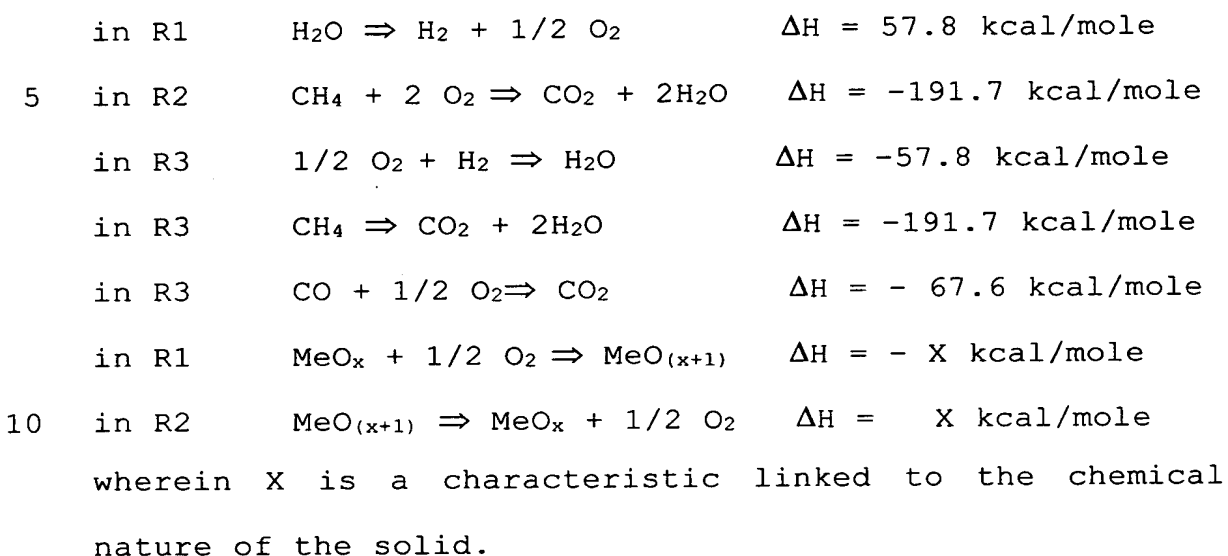 in R1 H₂O ⇒ H₂ + 1/2 O₂ ΔH = 57.8 kcal/mole
5 in R2 CH₄ + 2 O₂ ⇒ CO₂ + 2H₂O ΔH = -191.7 kcal/mole
in R3 1/2 O₂ + H₂ ⇒ H₂O ΔH = -57.8 kcal/mole
in R3 CH₄ ⇒ CO₂ + 2H₂O ΔH = -191.7 kcal/mole
in R3 CO + 1/2 O₂⇒ CO₂ ΔH = - 67.6 kcal/mole
in R1 MeOₓ + 1/2 O₂ ⇒ MeO₍ₓ₊₁₎ ΔH = - X kcal/mole
10 in R2 MeO₍ₓ₊₁₎ ⇒ MeOₓ + 1/2 O₂ ΔH = X kcal/mole
wherein X is a characteristic linked to the chemical
nature of the solid.